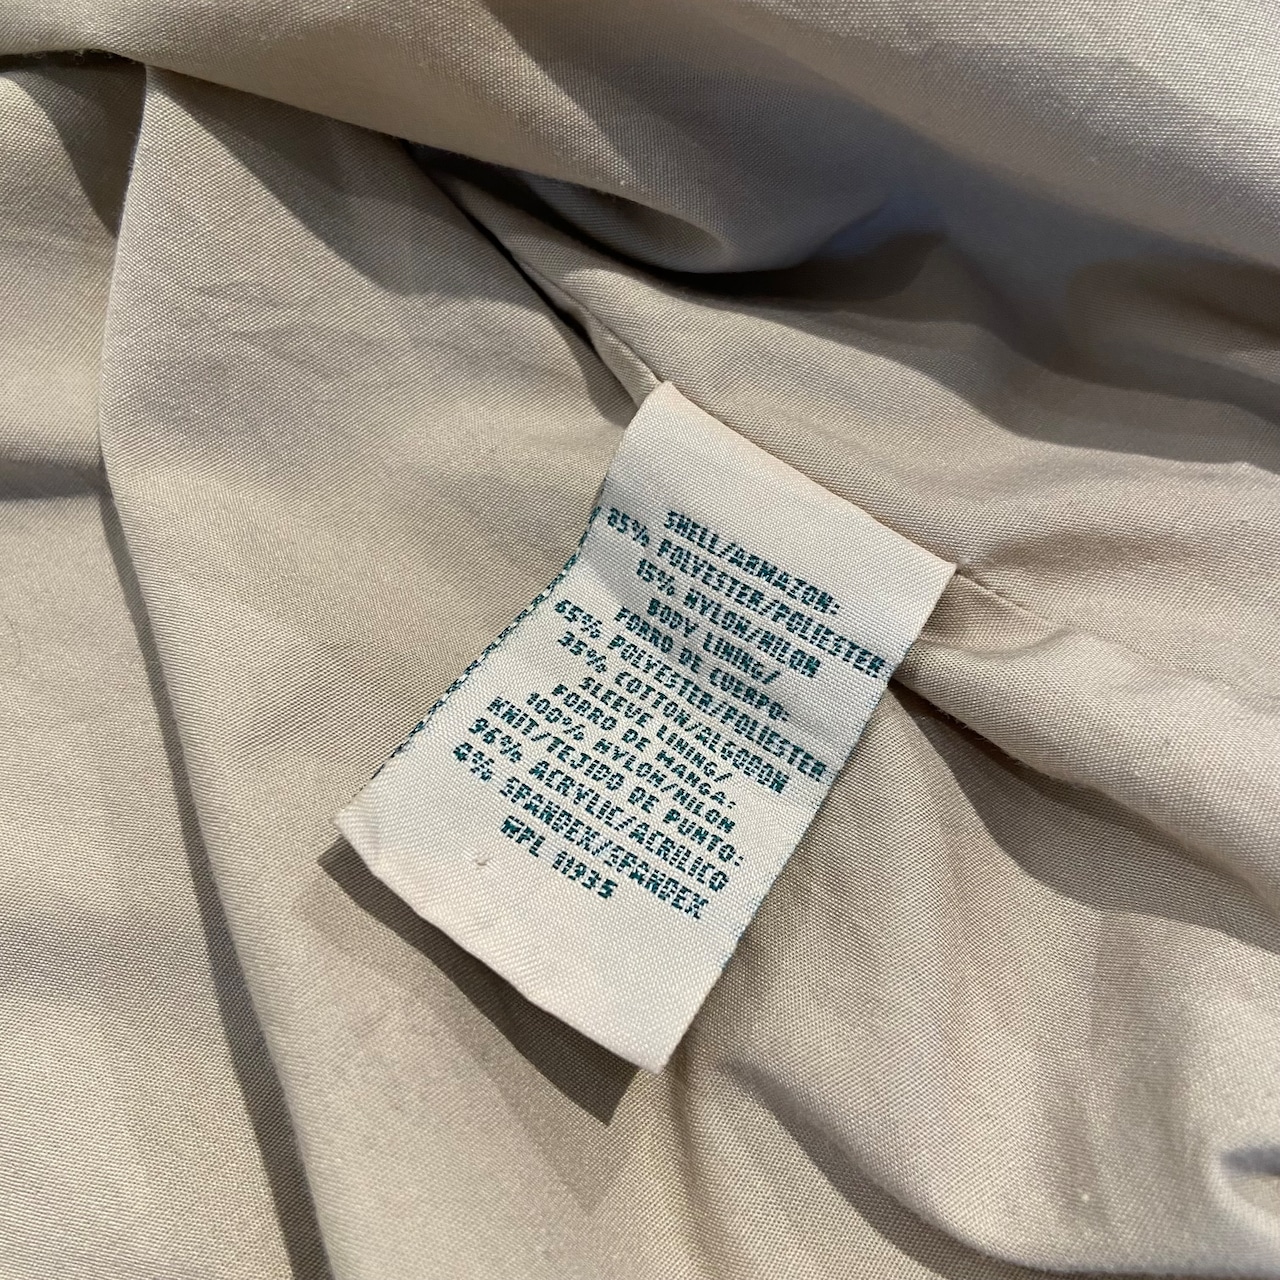 SHELL/ARMAZON:
85% POLYESTER/POLIESTER
15% NYLON/NILON
BODY LINING/
FORRO DE CUERPO:
65% POLYESTER/POLIESTER
35% COTTON/ALGODON
SLEEVE LINING/
FORRO DE MANGA:
100% NYLON/NILON
KNIT/TEJIDO DE PUNTO:
96% ACRYLIC/ACRILICO
4% SPANDEX/SPANDEX
WPL 11935